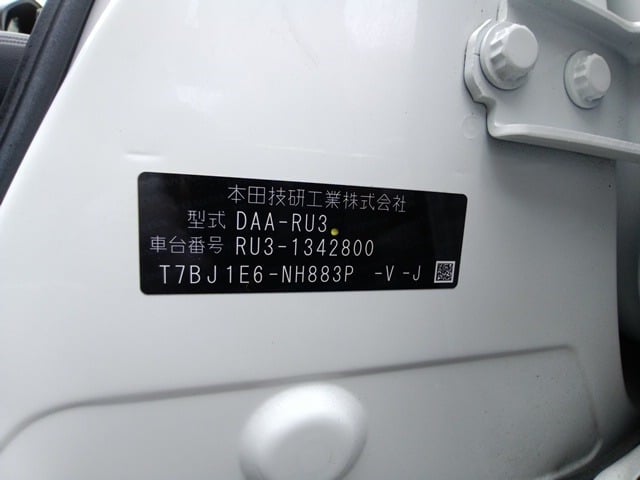 本田技研工業株式会社
型式 DAA-RU3
車台番号 RU3-1342800
T7BJ1E6-NH883P -V -J